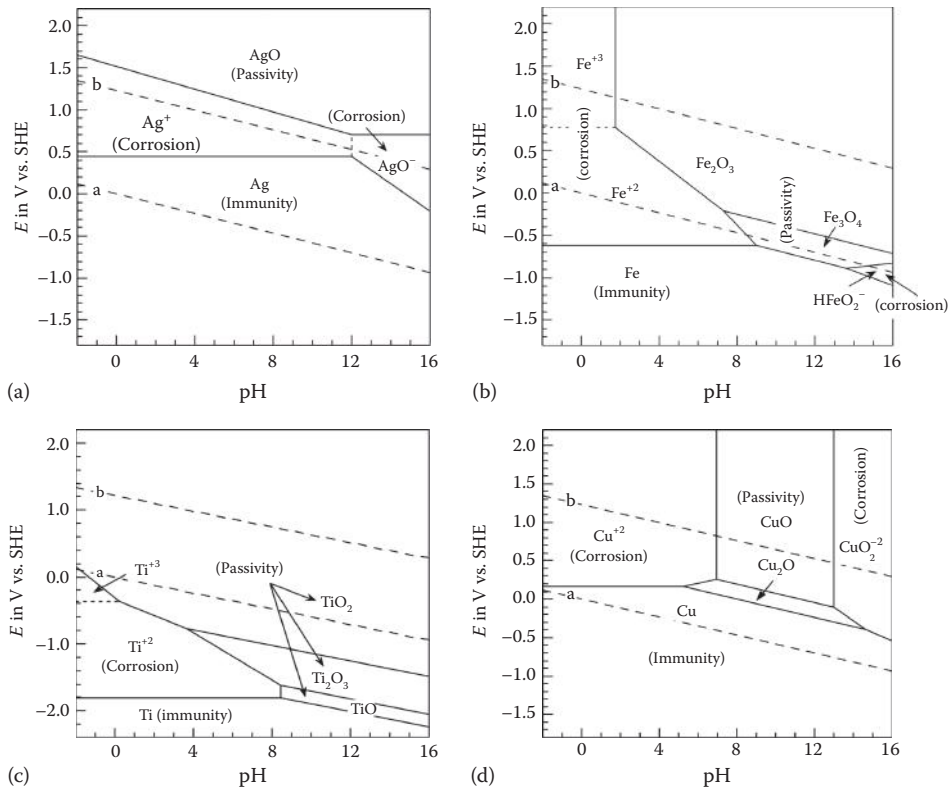 2.0
1.5
1.0
0.5
0.0
−0.5
−1.0
−1.5
E in V vs. SHE
AgO
(Passivity)
b
(Corrosion)
Ag+
(Corrosion)
AgO−
a
Ag
(Immunity)
0
4
8
12
16
(a)
pH
2.0
1.5
1.0
0.5
0.0
−0.5
−1.0
−1.5
E in V vs. SHE
Fe+3
b
(corrosion)
Fe2O3
a
Fe+2
(Passivity)
Fe3O4
Fe
(Immunity)
HFeO2−
(corrosion)
0
4
8
12
16
(b)
pH
2.0
1.0
0.0
−1.0
−2.0
E in V vs. SHE
b
a
Ti+3
(Passivity)
TiO2
Ti+2
(Corrosion)
Ti2O3
TiO
Ti (immunity)
0
4
8
12
16
(c)
pH
2.0
1.5
1.0
0.5
0.0
−0.5
−1.0
−1.5
E in V vs. SHE
b
(Passivity)
CuO
(Corrosion)
Cu+2
(Corrosion)
CuO2−2
Cu2O
a
Cu
(Immunity)
0
4
8
12
16
(d)
pH